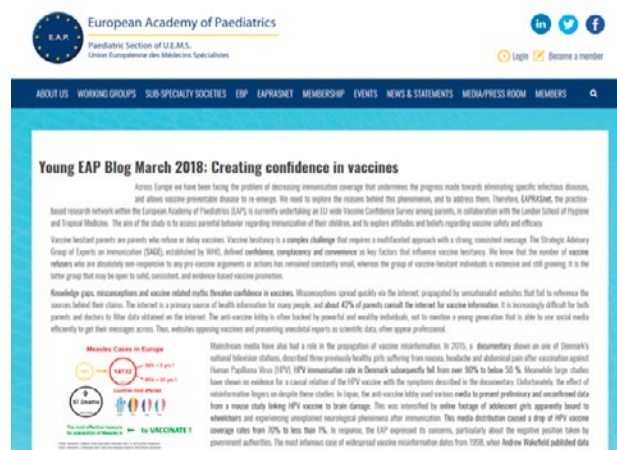 European Academy of Paediatrics
E.A.P.
Paediatric Section of U.E.M.S.
Union Européenne des Médecins Spécialistes
Login Become a member
ABOUT US WORKING GROUPS SUB-SPECIALTY SOCIETIES EBP EAPRASNET MEMBERSHIP EVENTS NEWS & STATEMENTS MEDIA/PRESS ROOM MEMBERS
Young EAP Blog March 2018: Creating confidence in vaccines
Across Europe we have been facing the problem of decreasing immunization coverage that undermines the progress made towards eliminating specific infectious diseases,
and allows vaccine-preventable disease to re-emerge. We need to explore the reasons behind this phenomenon, and to address them. Therefore, EAPRASnet, the practice-
based research network within the European Academy of Paediatrics (EAP), is currently undertaking an EU-wide Vaccine Confidence Survey among parents, in collaboration with the London School of Hygiene
and Tropical Medicine. The aim of the study is to assess parental behavior regarding immunization of their children, and to explore attitudes and beliefs regarding vaccine safety and efficacy.
Vaccine hesitant parents are parents who refuse or delay vaccines. Vaccine hesitancy is a complex challenge that requires a multifaceted approach with a strong, consistent message. The Strategic Advisory
Group of Experts on immunization (SAGE), established by WHO, defined confidence, complacency and convenience as key factors that influence vaccine hesitancy. We know that the number of vaccine
refusers who are absolutely non-responsive to any pro-vaccine arguments or actions has remained constantly small, whereas the group of vaccine-hesitant individuals is extensive and still growing. It is the
latter group that may be open to solid, consistent, and evidence-based vaccine promotion.
Knowledge gaps, misconceptions and vaccine related myths threaten confidence in vaccines. Misconceptions spread quickly via the internet, propagated by sensationalist websites that fail to reference the
sources behind their claims. The internet is a primary source of health information for many people, and about 42% of parents consult the internet for vaccine information. It is increasingly difficult for both
parents and doctors to filter data obtained on the internet. The anti-vaccine lobby is often backed by powerful and wealthy individuals, not to mention a young generation that is able to use social media
efficiently to get their messages across. Thus, websites opposing vaccines and presenting anecdotal reports as scientific data, often appear professional.
Mainstream media have also had a role in the propagation of vaccine misinformation. In 2015, a documentary shown on one of Denmark's
national television stations, described three previously healthy girls suffering from nausea, headache and abdominal pain after vaccination against
Human Papilloma Virus (HPV). HPV immunisation rate in Denmark subsequently fell from over 90% to below 50 %. Meanwhile large studies
have shown no evidence for a causal relation of the HPV vaccine with the symptoms described in the documentary. Unfortunately, the effect of
misinformation lingers on despite these studies. In Japan, the anti-vaccine lobby used various media to present preliminary and unconfirmed data
from a mouse study linking HPV vaccine to brain damage. This was intensified by online footage of adolescent girls apparently bound to
wheelchairs and experiencing unexplained neurological phenomena after immunisation. This media distribution caused a drop of HPV vaccine
coverage rates from 70% to less than 1%. In response, the EAP expressed its concerns, particularly about the negative position taken by
government authorities. The most infamous case of widespread vaccine misinformation dates from 1998, when Andrew Wakefield published data
Measles Cases in Europe
14732
57 Deaths
Countries most affected
The most effective measure
for prevention of Measles is
to VACCINATE !